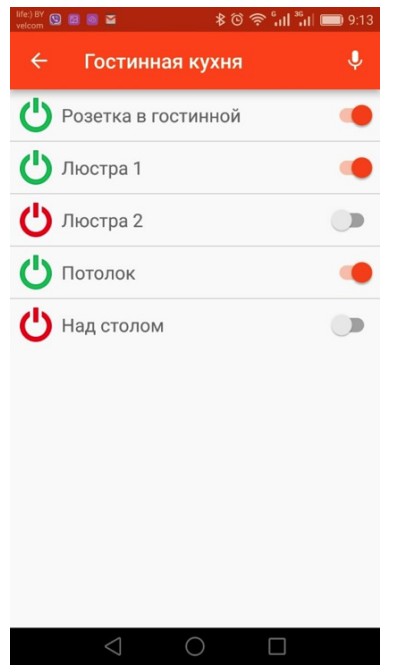 life:) BY
velcom
G
3G
9:13
Гостинная кухня
Розетка в гостинной
Люстра 1
Люстра 2
Потолок
Над столом